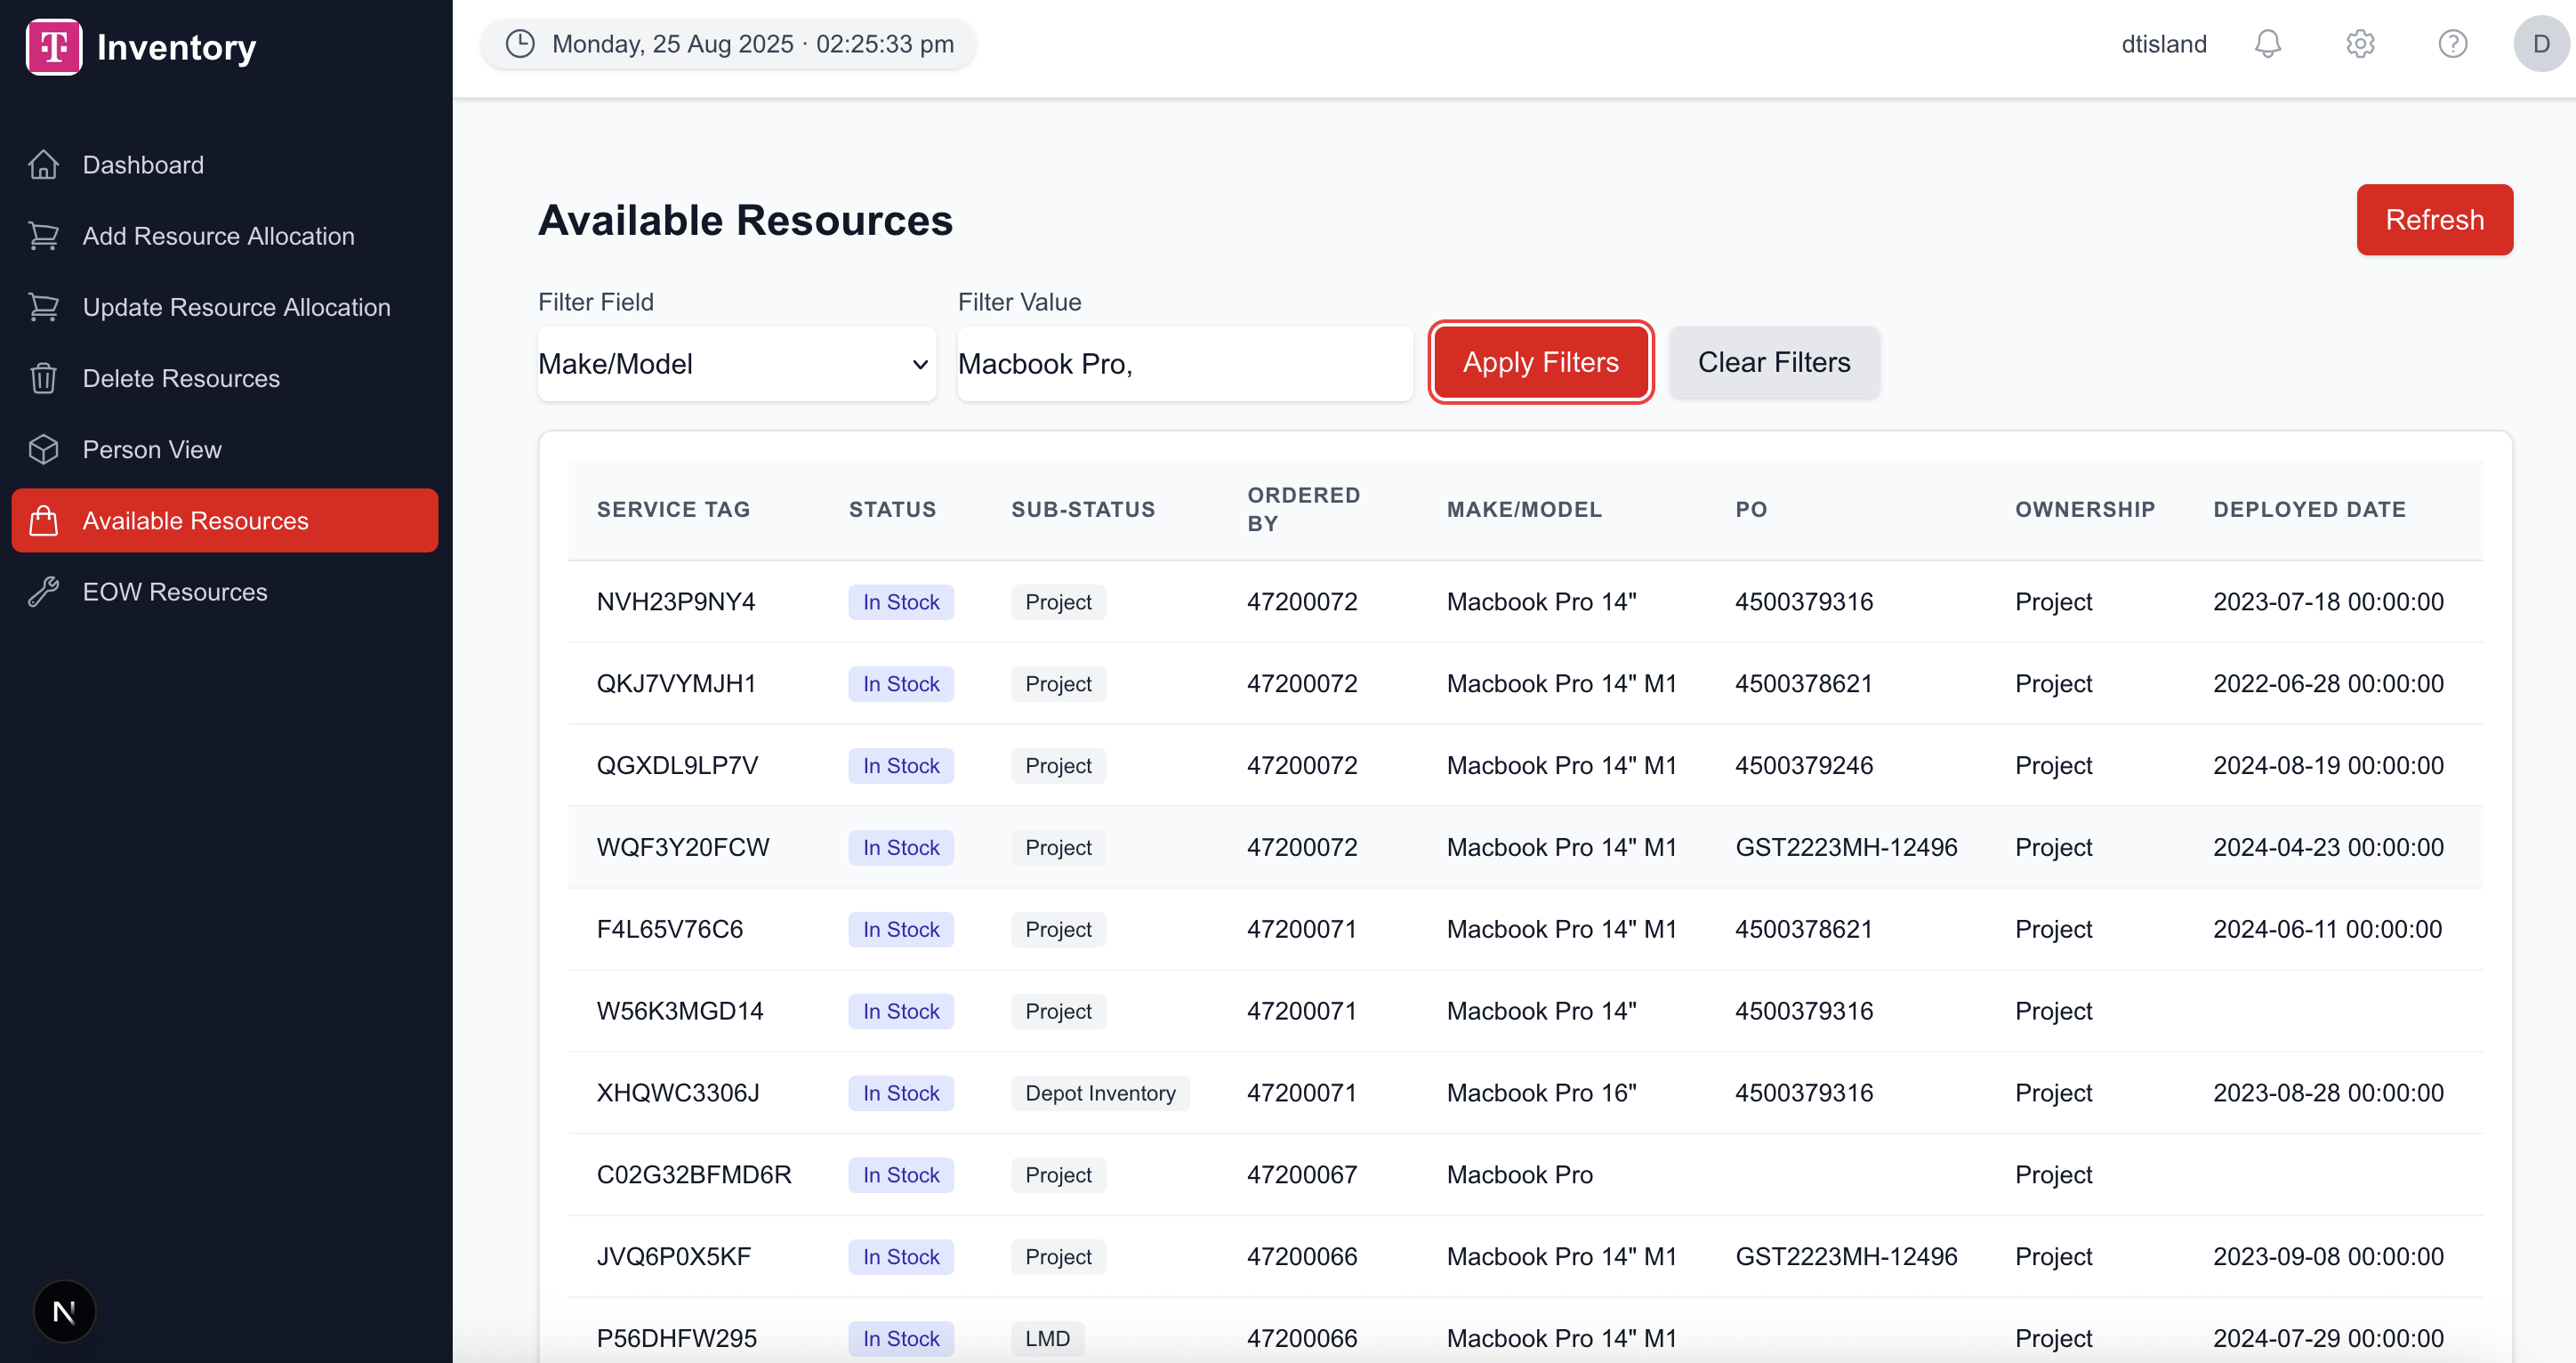 Inventory
Monday, 25 Aug 2025 · 02:25:33 pm
dtisland
D
Dashboard
Add Resource Allocation
Update Resource Allocation
Delete Resources
Person View
Available Resources
EOW Resources
N
Available Resources
Refresh
Filter Field
Filter Value
Make/Model
Macbook Pro,
Apply Filters
Clear Filters
SERVICE TAG STATUS SUB-STATUS ORDERED BY MAKE/MODEL PO OWNERSHIP DEPLOYED DATE
NVH23P9NY4 In Stock Project 47200072 Macbook Pro 14" 4500379316 Project 2023-07-18 00:00:00
QKJ7VYMJH1 In Stock Project 47200072 Macbook Pro 14" M1 4500378621 Project 2022-06-28 00:00:00
QGXDL9LP7V In Stock Project 47200072 Macbook Pro 14" M1 4500379246 Project 2024-08-19 00:00:00
WQF3Y20FCW In Stock Project 47200072 Macbook Pro 14" M1 GST2223MH-12496 Project 2024-04-23 00:00:00
F4L65V76C6 In Stock Project 47200071 Macbook Pro 14" M1 4500378621 Project 2024-06-11 00:00:00
W56K3MGD14 In Stock Project 47200071 Macbook Pro 14" 4500379316 Project
XHQWC3306J In Stock Depot Inventory 47200071 Macbook Pro 16" 4500379316 Project 2023-08-28 00:00:00
C02G32BFMD6R In Stock Project 47200067 Macbook Pro Project
JVQ6P0X5KF In Stock Project 47200066 Macbook Pro 14" M1 GST2223MH-12496 Project 2023-09-08 00:00:00
P56DHFW295 In Stock LMD 47200066 Macbook Pro 14" M1 Project 2024-07-29 00:00:00